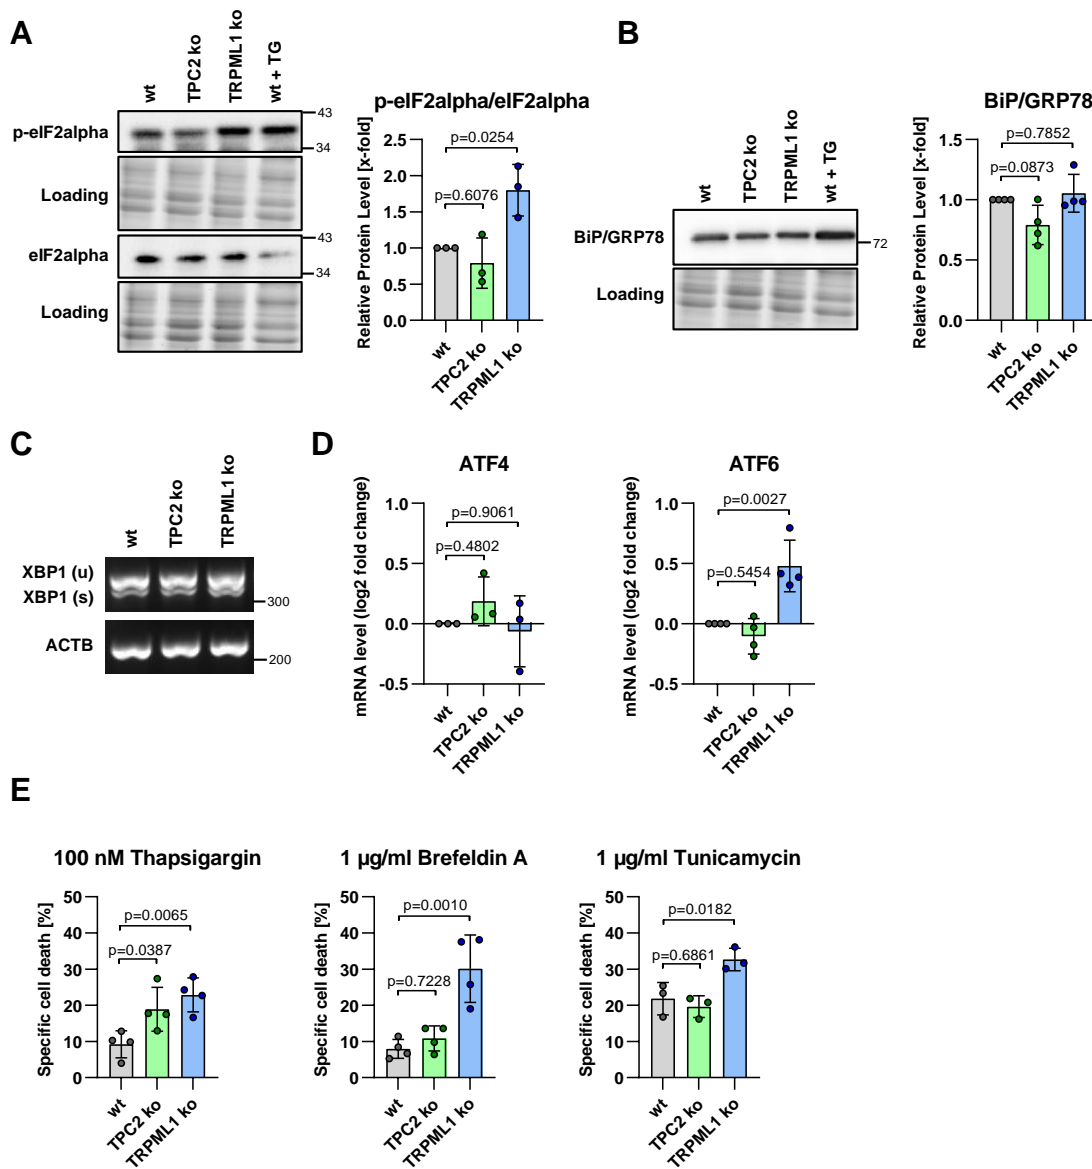 A
wt
TPC2 ko
TRPML1 ko
wt + TG
p-eIF2alpha
43
34
Loading
eIF2alpha
43
34
Loading
p-eIF2alpha/eIF2alpha
Relative Protein Level [x-fold]
2.5
2.0
1.5
1.0
0.5
0.0
p=0.0254
p=0.6076
wt
TPC2 ko
TRPML1 ko
B
wt
TPC2 ko
TRPML1 ko
wt + TG
BiP/GRP78
72
Loading
BiP/GRP78
Relative Protein Level [x-fold]
1.5
1.0
0.5
0.0
p=0.7852
p=0.0873
wt
TPC2 ko
TRPML1 ko
C
wt
TPC2 ko
TRPML1 ko
XBP1 (u)
XBP1 (s)
300
ACTB
200
D
ATF4
mRNA level (log2 fold change)
1.0
0.5
0.0
-0.5
p=0.9061
p=0.4802
wt
TPC2 ko
TRPML1 ko
ATF6
mRNA level (log2 fold change)
1.0
0.5
0.0
-0.5
p=0.0027
p=0.5454
wt
TPC2 ko
TRPML1 ko
E
100 nM Thapsigargin
Specific cell death [%]
50
40
30
20
10
0
p=0.0065
p=0.0387
wt
TPC2 ko
TRPML1 ko
1 µg/ml Brefeldin A
Specific cell death [%]
50
40
30
20
10
0
p=0.0010
p=0.7228
wt
TPC2 ko
TRPML1 ko
1 µg/ml Tunicamycin
Specific cell death [%]
50
40
30
20
10
0
p=0.0182
p=0.6861
wt
TPC2 ko
TRPML1 ko